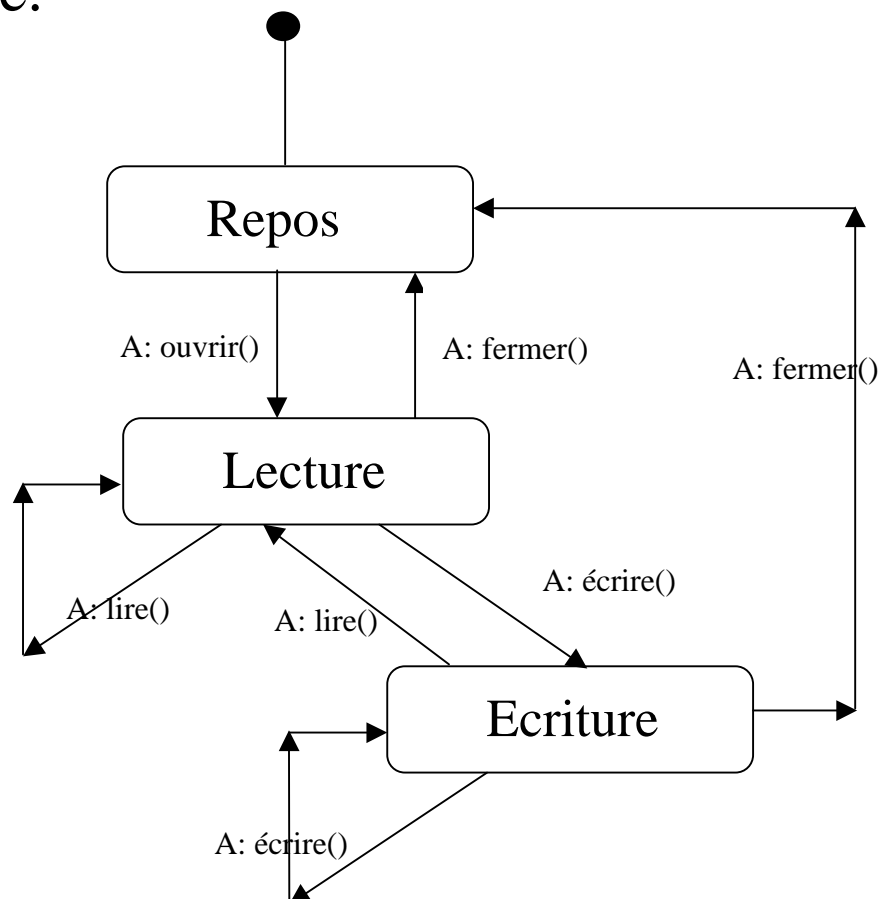 Repos
A: ouvrir()
A: fermer()
A: fermer()
Lecture
A: lire()
A: lire()
A: écrire()
Ecriture
A: écrire()